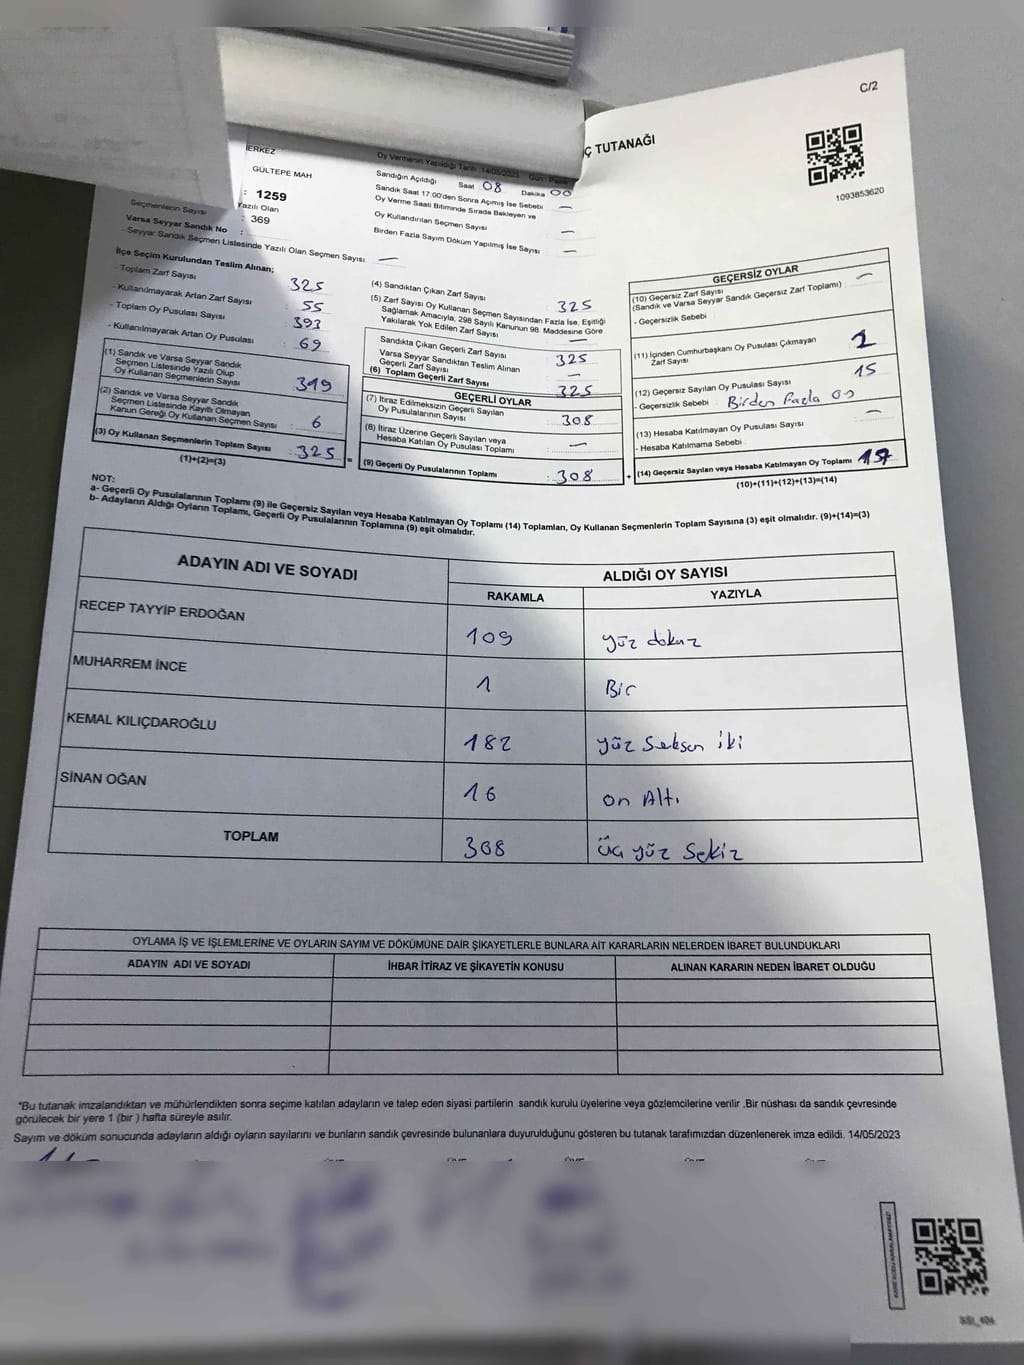 C/2
Ç TUTANAĞI
1093853620
ERKEZ
GÜLTEPE MAH
: 1259
Seçmenlerin Sayısı
Yazılı Olan
: 369
Varsa Seyyar Sandık No :
- Seyyar Sandık Seçmen Listesinde Yazılı Olan Seçmen Sayısı: —
Oy Vermenin Yapıldığı Tarih 14/05/2023 Gün
Sandığın Açıldığı Saat 08 Dakika 00
Sandık Saat 17.00'den Sonra Açılmış İse Sebebi —
Oy Verme Saati Bitiminde Sırada Bekleyen ve
Oy Kullandırılan Seçmen Sayısı —
Birden Fazla Sayım Döküm Yapılmış İse Sayısı —
İlçe Seçim Kurulundan Teslim Alınan;
- Toplam Zarf Sayısı 325
- Kullanılmayarak Artan Zarf Sayısı 55
- Toplam Oy Pusulası Sayısı 393
- Kullanılmayarak Artan Oy Pusulası 69
(1) Sandık ve Varsa Seyyar Sandık
Seçmen Listesinde Yazılı Olup
Oy Kullanan Seçmenlerin Sayısı 319
(2) Sandık ve Varsa Seyyar Sandık
Seçmen Listesinde Kayıtlı Olmayan
Kanun Gereği Oy Kullanan Seçmen Sayısı : 6
(3) Oy Kullanan Seçmenlerin Toplam Sayısı : 325
(1)+(2)=(3)
=
(4) Sandıktan Çıkan Zarf Sayısı : 325
(5) Zarf Sayısı Oy Kullanan Seçmen Sayısından Fazla İse, Eşitliği
Sağlamak Amacıyla, 298 Sayılı Kanunun 98. Maddesine Göre
Yakılarak Yok Edilen Zarf Sayısı —
Sandıkta Çıkan Geçerli Zarf Sayısı 325
Varsa Seyyar Sandıktan Teslim Alınan
Geçerli Zarf Sayısı —
(6) Toplam Geçerli Zarf Sayısı 325
GEÇERLİ OYLAR
(7) İtiraz Edilmeksizin Geçerli Sayılan
Oy Pusulalarının Sayısı 308
(8) İtiraz Üzerine Geçerli Sayılan veya
Hesaba Katılan Oy Pusulası Toplamı —
(9) Geçerli Oy Pusulalarının Toplamı : 308
+
GEÇERSİZ OYLAR
(10) Geçersiz Zarf Sayısı —
(Sandık ve Varsa Seyyar Sandık Geçersiz Zarf Toplamı)
- Geçersizlik Sebebi :
(11) İçinden Cumhurbaşkanı Oy Pusulası Çıkmayan
Zarf Sayısı
(12) Geçersiz Sayılan Oy Pusulası Sayısı 15
- Geçersizlik Sebebi : Birden Fazla oy
(13) Hesaba Katılmayan Oy Pusulası Sayısı —
- Hesaba Katılmama Sebebi :
(14) Geçersiz Sayılan veya Hesaba Katılmayan Oy Toplamı 17
(10)+(11)+(12)+(13)=(14)
NOT:
a- Geçerli Oy Pusulalarının Toplamı (9) ile Geçersiz Sayılan veya Hesaba Katılmayan Oy Toplamı (14) Toplamları, Oy Kullanan Seçmenlerin Toplam Sayısına (3) eşit olmalıdır. (9)+(14)=(3)
b- Adayların Aldığı Oyların Toplamı, Geçerli Oy Pusulalarının Toplamına (9) eşit olmalıdır.
ADAYIN ADI VE SOYADI
ALDIĞI OY SAYISI
RAKAMLA YAZIYLA
RECEP TAYYİP ERDOĞAN 109 yüz dokuz
MUHARREM İNCE 1 Bir
KEMAL KILIÇDAROĞLU 182 yüz seksen iki
SİNAN OĞAN 16 on Altı
TOPLAM 308 üç yüz sekiz
OYLAMA İŞ VE İŞLEMLERİNE VE OYLARIN SAYIM VE DÖKÜMÜNE DAİR ŞİKAYETLERLE BUNLARA AİT KARARLARIN NELERDEN İBARET BULUNDUKLARI
ADAYIN ADI VE SOYADI İHBAR İTİRAZ VE ŞİKAYETİN KONUSU ALINAN KARARIN NEDEN İBARET OLDUĞU
*Bu tutanak imzalandıktan ve mühürlendikten sonra seçime katılan adayların ve talep eden siyasi partilerin sandık kurulu üyelerine veya gözlemcilerine verilir .Bir nüshası da sandık çevresinde
görülecek bir yere 1 (bir ) hafta süreyle asılır.
Sayım ve döküm sonucunda adayların aldığı oyların sayılarını ve bunların sandık çevresinde bulunanlara duyurulduğunu gösteren bu tutanak tarafımızdan düzenlenerek imza edildi. 14/05/2023